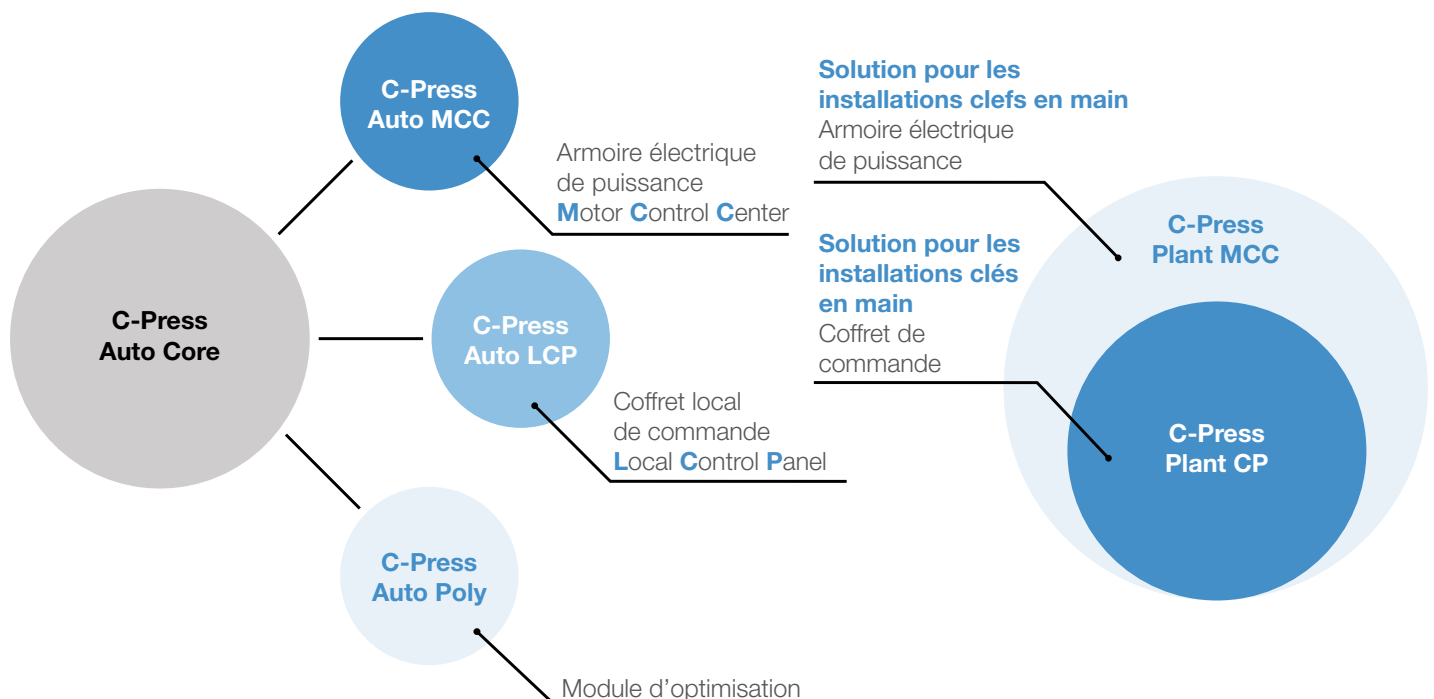 C-Press
Auto MCC
Armoire électrique
de puissance
Motor Control Center
C-Press
Auto Core
C-Press
Auto LCP
Coffret local
de commande
Local Control Panel
C-Press
Auto Poly
Module d’optimisation
Solution pour les
installations clefs en main
Armoire électrique
de puissance
C-Press
Plant MCC
Solution pour les
installations clés
en main
Coffret de
commande
C-Press
Plant CP